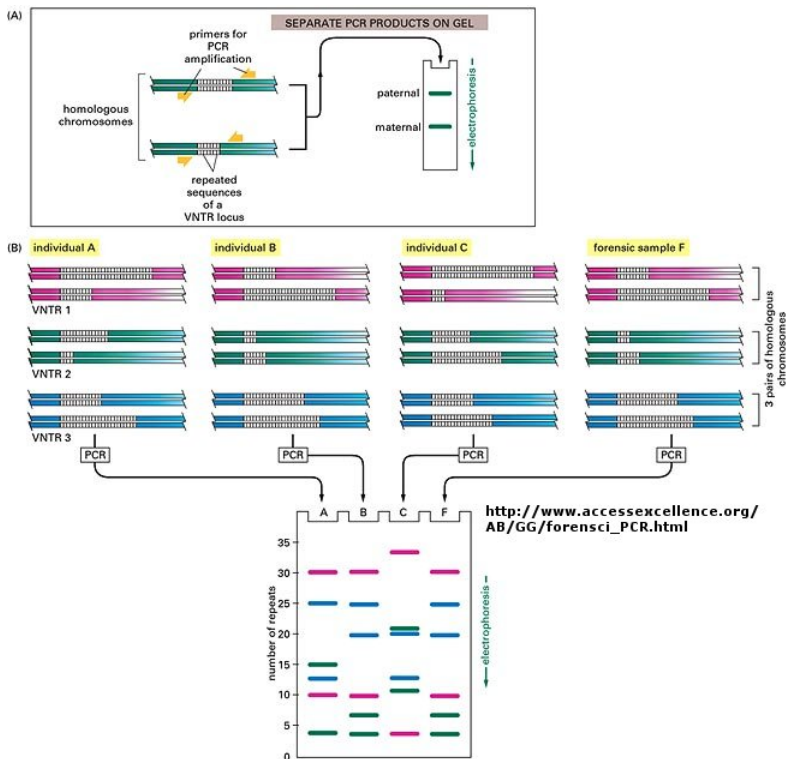 (A)
SEPARATE PCR PRODUCTS ON GEL
primers for
PCR
amplification
homologous
chromosomes
repeated
sequences
of a
VNTR locus
paternal
maternal
electrophoresis
(B)
individual A
individual B
individual C
forensic sample F
VNTR 1
VNTR 2
VNTR 3
3 pairs of homologous
chromosomes
PCR
PCR
PCR
PCR
http://www.accessexcellence.org/
AB/GG/forensci_PCR.html
A
B
C
F
number of repeats
35
30
25
20
15
10
5
0
electrophoresis